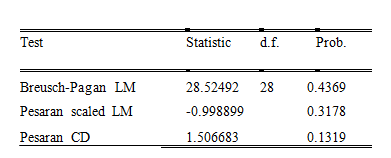 Test Statistic d.f. Prob.
Breusch-Pagan LM 28.52492 28 0.4369
Pesaran scaled LM -0.998899 0.3178
Pesaran CD 1.506683 0.1319